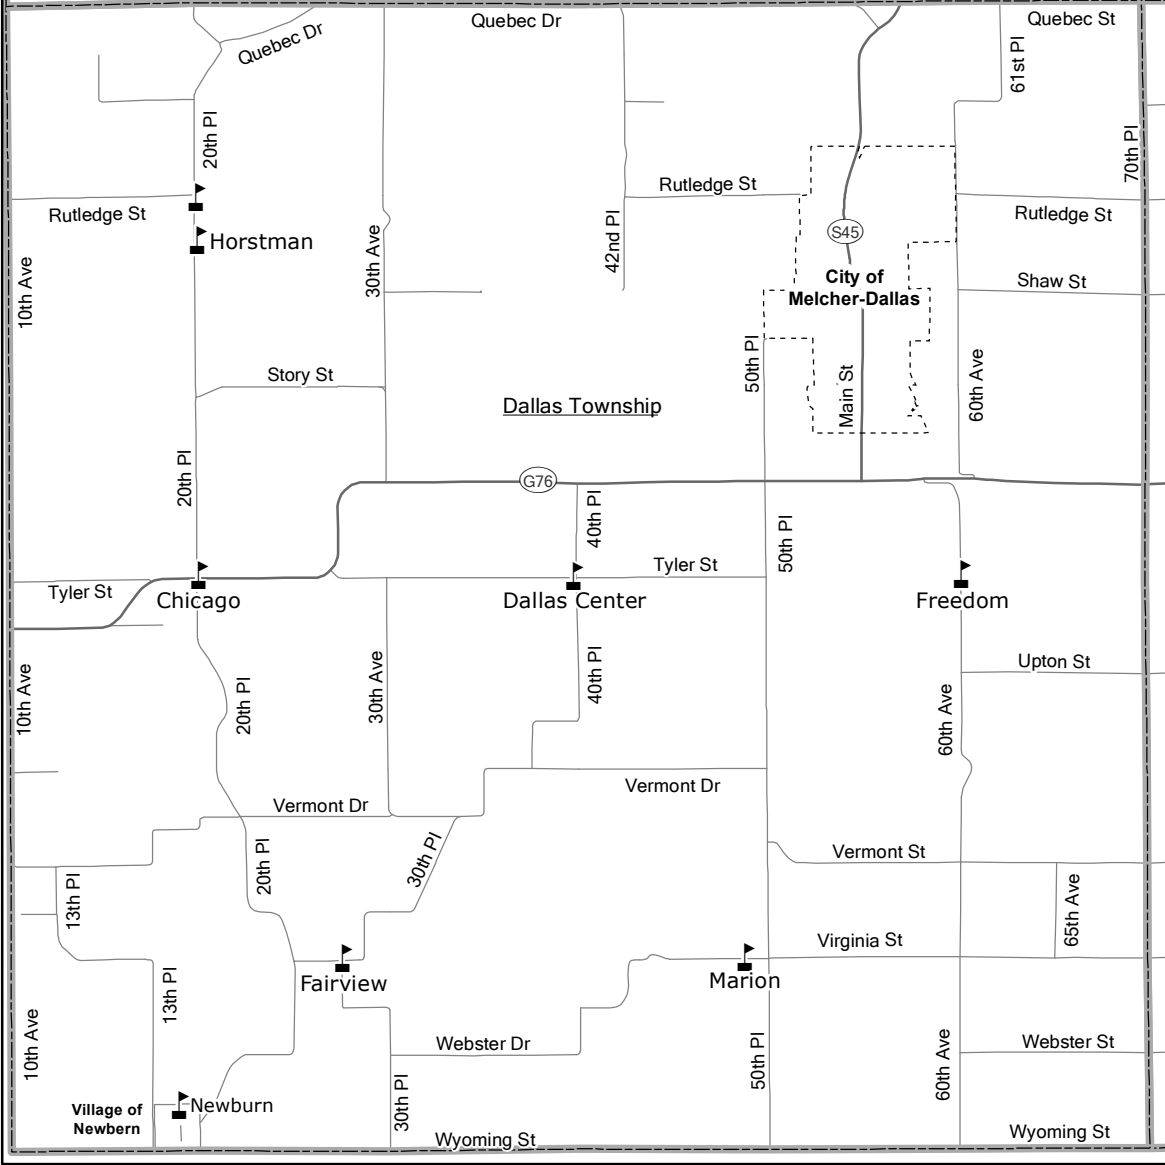 Quebec Dr
Quebec Dr
Quebec St
61st Pl
20th Pl
70th Pl
Rutledge St
Rutledge St
Rutledge St
Horstman
42nd Pl
S45
30th Ave
10th Ave
City of
Melcher-Dallas
Shaw St
Story St
50th Pl
Main St
60th Ave
Dallas Township
20th Pl
G76
40th Pl
50th Pl
Tyler St
Tyler St
Chicago
Dallas Center
Freedom
10th Ave
20th Pl
30th Ave
40th Pl
Upton St
60th Ave
Vermont Dr
Vermont Dr
Vermont St
20th Pl
30th Pl
13th Pl
65th Ave
Virginia St
Fairview
Marion
13th Pl
10th Ave
Webster Dr
Webster St
50th Pl
60th Ave
30th Pl
Village of
Newbern
Newburn
Wyoming St
Wyoming St